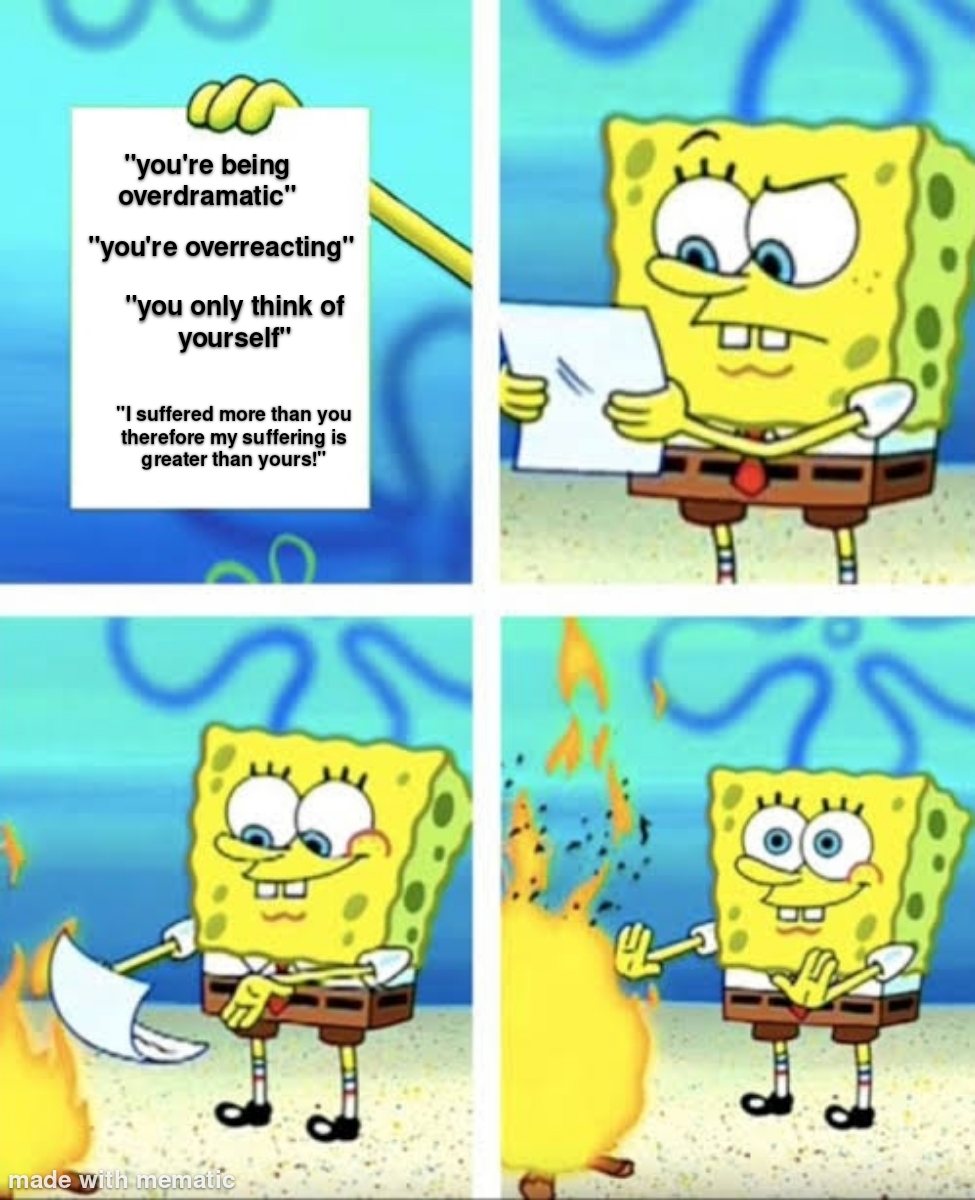 "you're being
overdramatic"
"you're overreacting"
"you only think of
yourself"
"I suffered more than you
therefore my suffering is
greater than yours!"
made with mematic